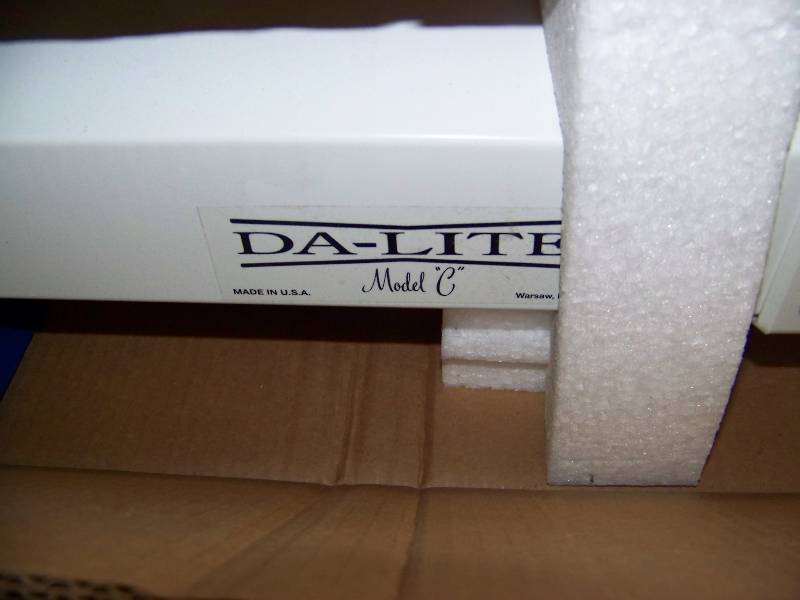 DA-LITE
Model "C"
MADE IN U.S.A.
Warsaw,